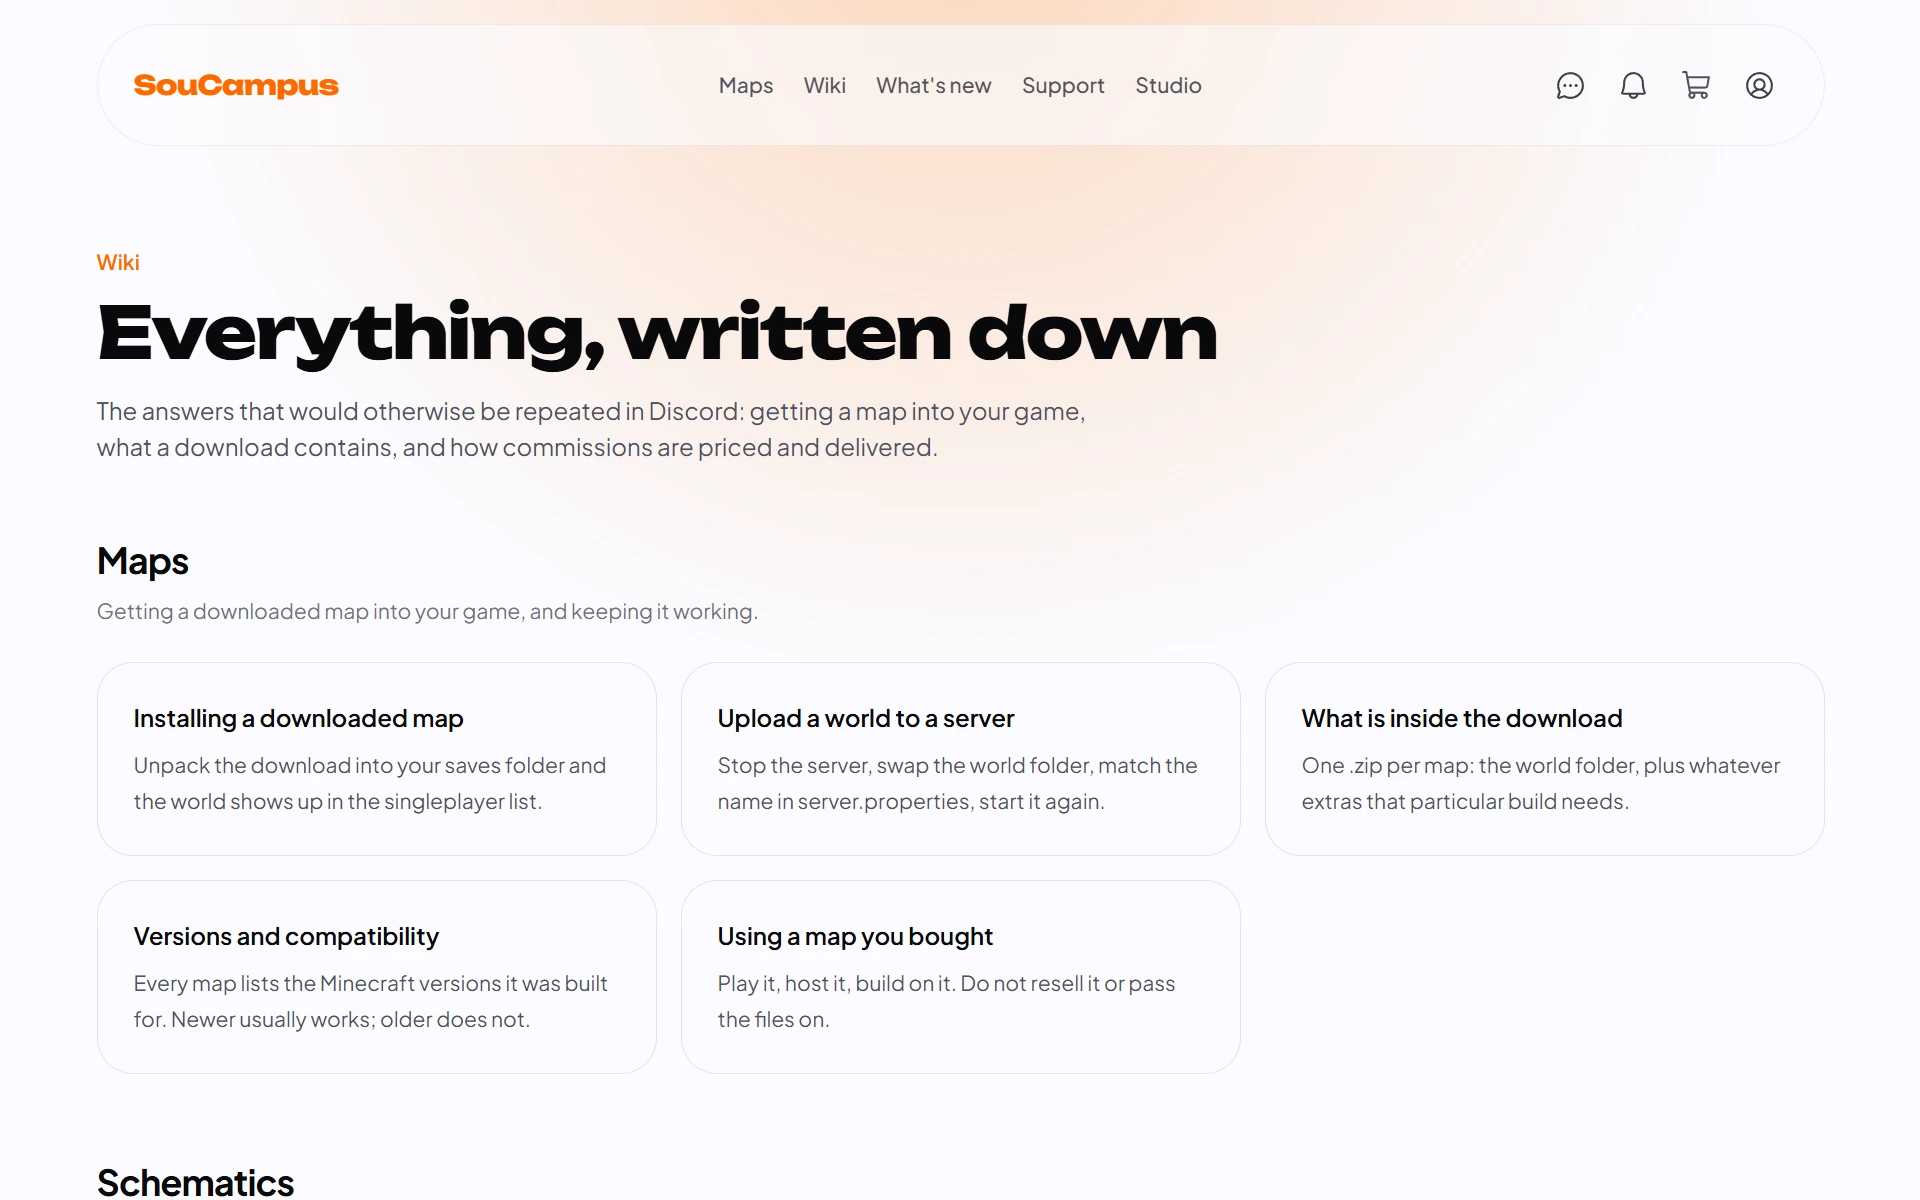 SouCampus
Maps
Wiki
What's new
Support
Studio
Wiki
Everything, written down
The answers that would otherwise be repeated in Discord: getting a map into your game,
what a download contains, and how commissions are priced and delivered.
Maps
Getting a downloaded map into your game, and keeping it working.
Installing a downloaded map
Unpack the download into your saves folder and
the world shows up in the singleplayer list.
Upload a world to a server
Stop the server, swap the world folder, match the
name in server.properties, start it again.
What is inside the download
One .zip per map: the world folder, plus whatever
extras that particular build needs.
Versions and compatibility
Every map lists the Minecraft versions it was built
for. Newer usually works; older does not.
Using a map you bought
Play it, host it, build on it. Do not resell it or pass
the files on.
Schematics